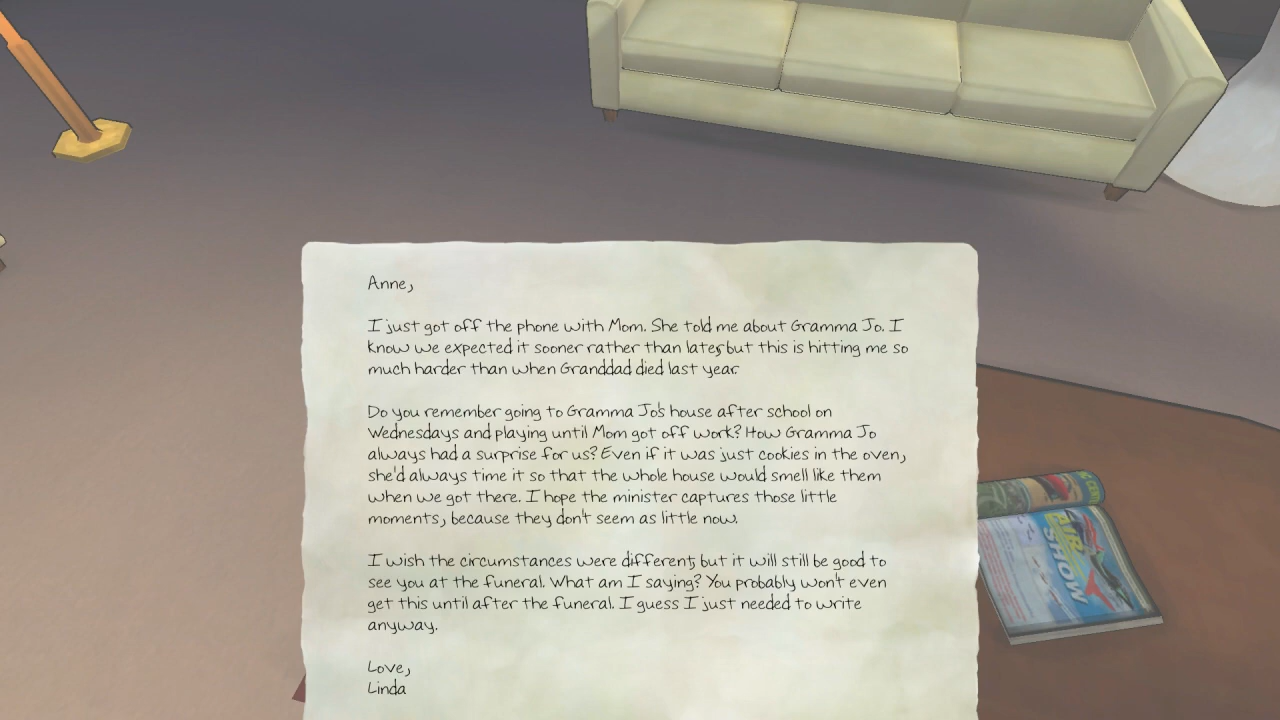 Anne,
I just got off the phone with Mom. She told me about Gramma Jo. I
know we expected it sooner rather than later, but this is hitting me so
much harder than when Granddad died last year.
Do you remember going to Gramma Jo's house after school on
Wednesdays and playing until Mom got off work? How Gramma Jo
always had a surprise for us? Even if it was just cookies in the oven,
she'd always time it so that the whole house would smell like them
when we got there. I hope the minister captures those little
moments, because they don't seem as little now.
I wish the circumstances were different, but it will still be good to
see you at the funeral. What am I saying? You probably won't even
get this until after the funeral. I guess I just needed to write
anyway.
Love,
Linda
AIR
SHOW